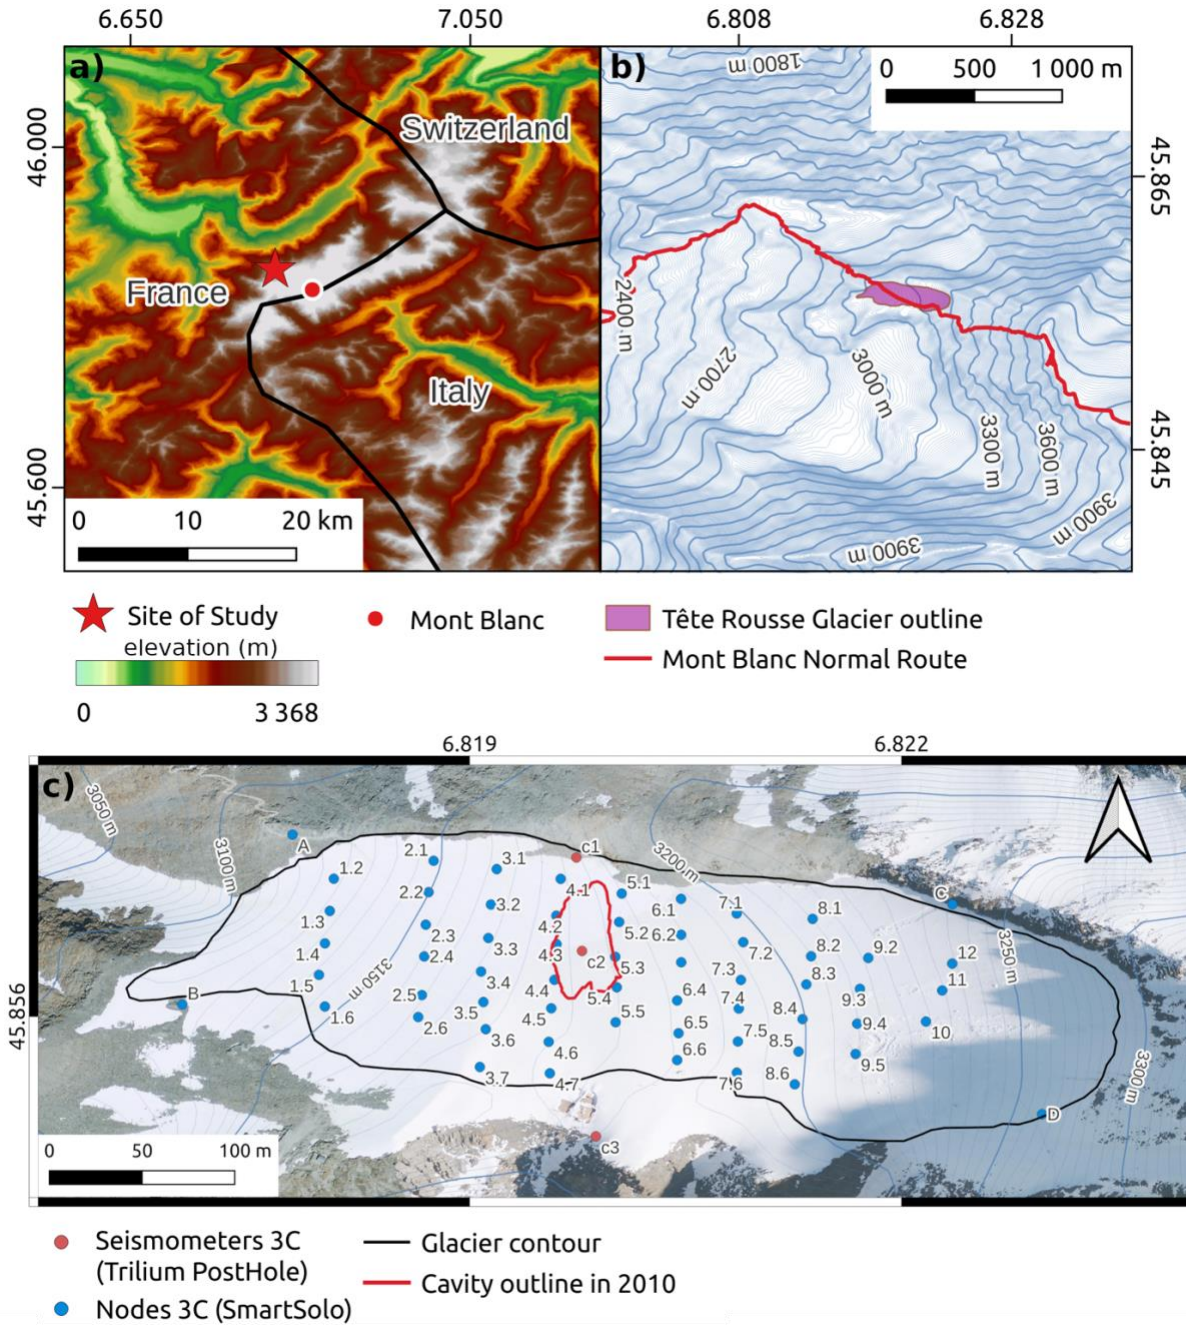 6.650 7.050 6.808 6.828
a) b)
1800 m
0 500 1 000 m
Switzerland
46.000
45.865
France
2400 m
2700 m
3000 m
Italy
3300 m
3600 m
45.600
45.845
0 10 20 km
3900 m
3900 m
Site of Study
Mont Blanc
Tête Rousse Glacier outline
elevation (m)
Mont Blanc Normal Route
0 3 368
6.819 6.822
c)
3050 m
3100 m
A
2.1
3.1
c1
3200 m
1.2
4.1
5.1
C
2.2
3.2
6.1
7.1
8.1
1.3
2.3
4.2
5.2
6.2
7.2
8.2
9.2
12
3250 m
1.4
2.4
3.3
4.3
c2
5.3
7.3
8.3
11
3150 m
1.5
B
2.5
3.4
4.4
5.4
6.4
7.4
9.3
45.856
1.6
2.6
3.5
4.5
5.5
6.5
7.5
8.4
9.4
10
3.6
4.6
6.6
8.5
9.5
3.7
4.7
7.6
8.6
3300 m
D
c3
0 50 100 m
Seismometers 3C
(Trilium PostHole)
Nodes 3C (SmartSolo)
Glacier contour
Cavity outline in 2010